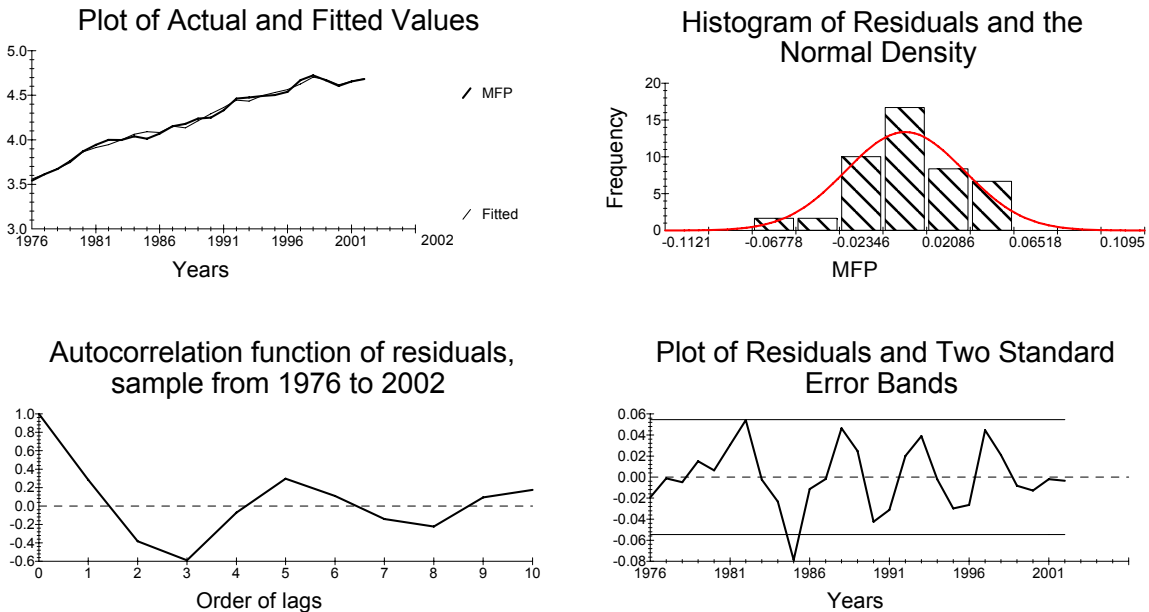 Plot of Actual and Fitted Values
5.0
4.5
4.0
3.5
3.0
1976 1981 1986 1991 1996 2001 2002
MFP
Fitted
Years
Histogram of Residuals and the
Normal Density
20
15
10
5
0
Frequency
-0.1121 -0.06778 -0.02346 0.02086 0.06518 0.1095
MFP
Autocorrelation function of residuals,
sample from 1976 to 2002
1.0
0.8
0.6
0.4
0.2
0.0
-0.2
-0.4
-0.6
0 1 2 3 4 5 6 7 8 9 10
Order of lags
Plot of Residuals and Two Standard
Error Bands
0.06
0.04
0.02
0.00
-0.02
-0.04
-0.06
-0.08
1976 1981 1986 1991 1996 2001
Years